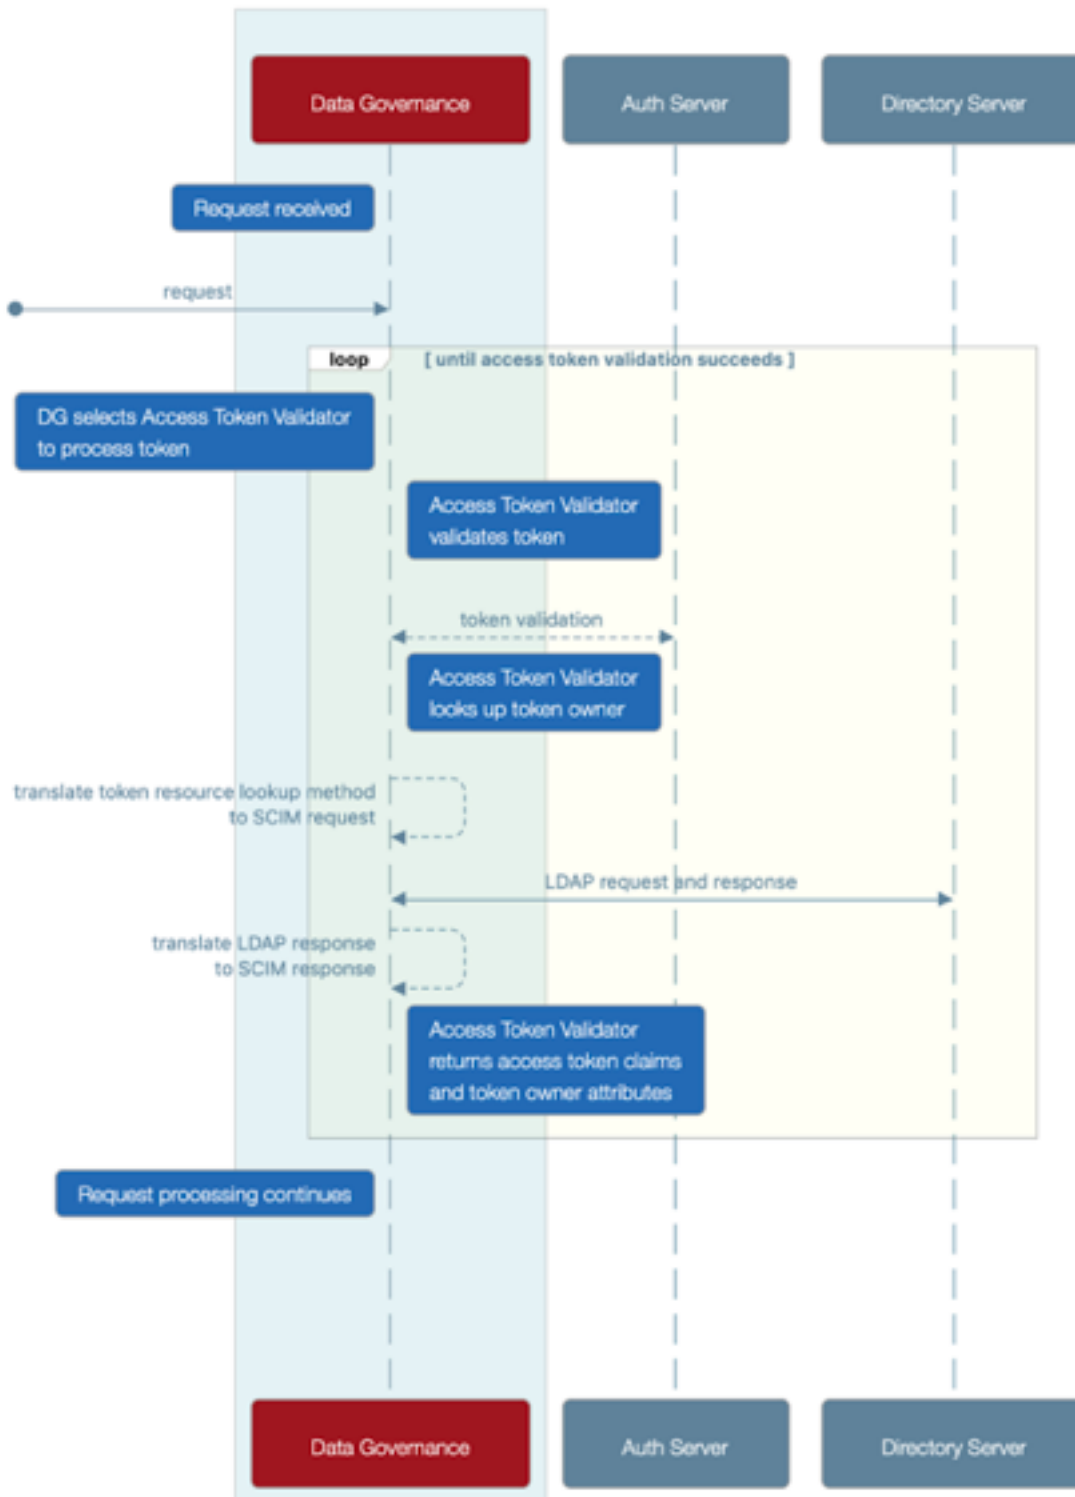 Data Governance
Auth Server
Directory Server
Request received
request
loop
[ until access token validation succeeds ]
DG selects Access Token Validator
to process token
Access Token Validator
validates token
token validation
Access Token Validator
looks up token owner
translate token resource lookup method
to SCIM request
LDAP request and response
translate LDAP response
to SCIM response
Access Token Validator
returns access token claims
and token owner attributes
Request processing continues
Data Governance
Auth Server
Directory Server